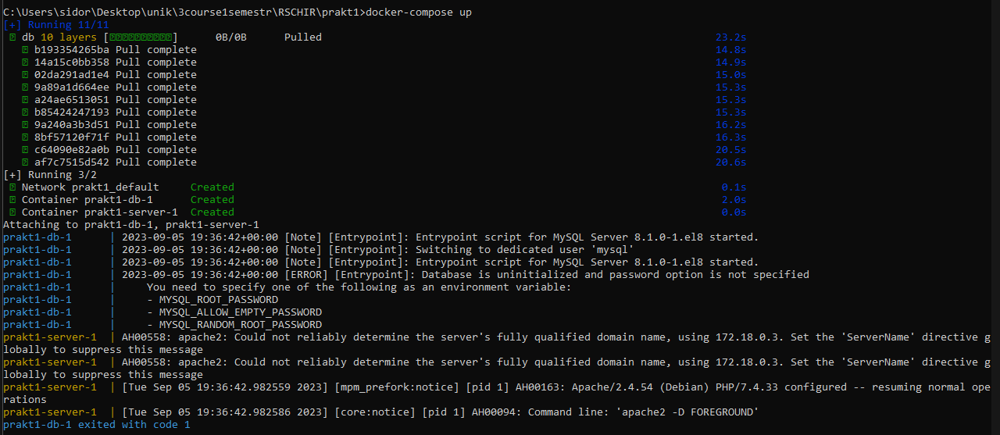 C:\Users\sidor\Desktop\unik\3course1semestr\RSCHIR\prakt1>docker-compose up
[+] Running 11/11
db 10 layers [          ]      0B/0B      Pulled      23.2s
b193354265ba Pull complete      14.8s
14a15c0bb358 Pull complete      14.9s
02da291ad1e4 Pull complete      15.0s
9a89a1d664ee Pull complete      15.3s
a24ae6513051 Pull complete      15.3s
b85424247193 Pull complete      15.3s
9a240a3b3d51 Pull complete      16.2s
8bf57120f71f Pull complete      16.3s
c64090e82a0b Pull complete      20.5s
af7c7515d542 Pull complete      20.6s
[+] Running 3/2
Network prakt1_default     Created      0.1s
Container prakt1-db-1      Created      2.0s
Container prakt1-server-1  Created      0.0s
Attaching to prakt1-db-1, prakt1-server-1
prakt1-db-1      | 2023-09-05 19:36:42+00:00 [Note] [Entrypoint]: Entrypoint script for MySQL Server 8.1.0-1.el8 started.
prakt1-db-1      | 2023-09-05 19:36:42+00:00 [Note] [Entrypoint]: Switching to dedicated user 'mysql'
prakt1-db-1      | 2023-09-05 19:36:42+00:00 [Note] [Entrypoint]: Entrypoint script for MySQL Server 8.1.0-1.el8 started.
prakt1-db-1      | 2023-09-05 19:36:42+00:00 [ERROR] [Entrypoint]: Database is uninitialized and password option is not specified
prakt1-db-1      |     You need to specify one of the following as an environment variable:
prakt1-db-1      |     - MYSQL_ROOT_PASSWORD
prakt1-db-1      |     - MYSQL_ALLOW_EMPTY_PASSWORD
prakt1-db-1      |     - MYSQL_RANDOM_ROOT_PASSWORD
prakt1-server-1  | AH00558: apache2: Could not reliably determine the server's fully qualified domain name, using 172.18.0.3. Set the 'ServerName' directive g
lobally to suppress this message
prakt1-server-1  | AH00558: apache2: Could not reliably determine the server's fully qualified domain name, using 172.18.0.3. Set the 'ServerName' directive g
lobally to suppress this message
prakt1-server-1  | [Tue Sep 05 19:36:42.982559 2023] [mpm_prefork:notice] [pid 1] AH00163: Apache/2.4.54 (Debian) PHP/7.4.33 configured -- resuming normal ope
rations
prakt1-server-1  | [Tue Sep 05 19:36:42.982586 2023] [core:notice] [pid 1] AH00094: Command line: 'apache2 -D FOREGROUND'
prakt1-db-1 exited with code 1